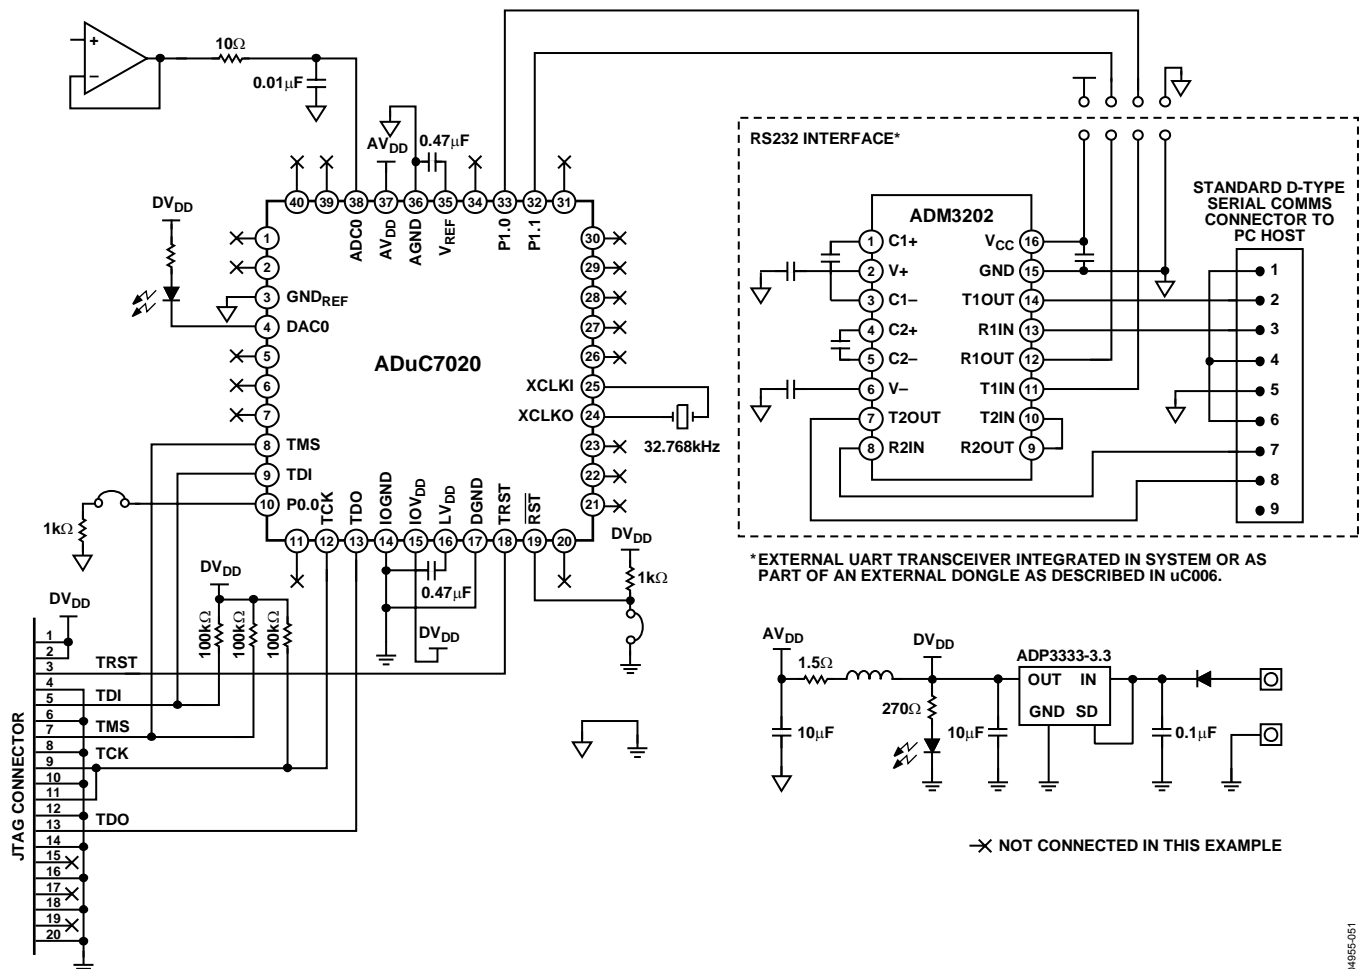 10Ω
0.01μF
AVDD
0.47μF
40
39
38
37
36
35
34
33
32
31
ADC0
AVDD
AGND
VREF
P1.0
P1.1
DVDD
1
2
3 GNDREF
4 DAC0
5
6
7
8 TMS
9 TDI
10 P0.0
ADuC7020
30
29
28
27
26
XCLKI 25
XCLKO 24
23
22
21
32.768kHz
1kΩ
TCK
TDO
IOGND
IOVDD
LVDD
DGND
TRST
RST
11
12
13
14
15
16
17
18
19
20
0.47μF
DVDD
DVDD
1kΩ
DVDD
100kΩ
100kΩ
100kΩ
DVDD
JTAG CONNECTOR
1
2
3 TRST
4
5 TDI
6
7 TMS
8
9 TCK
10
11
12
13 TDO
14
15
16
17
18
19
20
RS232 INTERFACE*
ADM3202
1 C1+
2 V+
3 C1–
4 C2+
5 C2–
6 V–
7 T2OUT
8 R2IN
VCC 16
GND 15
T1OUT 14
R1IN 13
R1OUT 12
T1IN 11
T2IN 10
R2OUT 9
STANDARD D-TYPE
SERIAL COMMS
CONNECTOR TO
PC HOST
1
2
3
4
5
6
7
8
9
*EXTERNAL UART TRANSCEIVER INTEGRATED IN SYSTEM OR AS
PART OF AN EXTERNAL DONGLE AS DESCRIBED IN uC006.
AVDD
1.5Ω
DVDD
270Ω
10μF
10μF
ADP3333-3.3
OUT IN
GND SD
0.1μF
NOT CONNECTED IN THIS EXAMPLE
04955-051